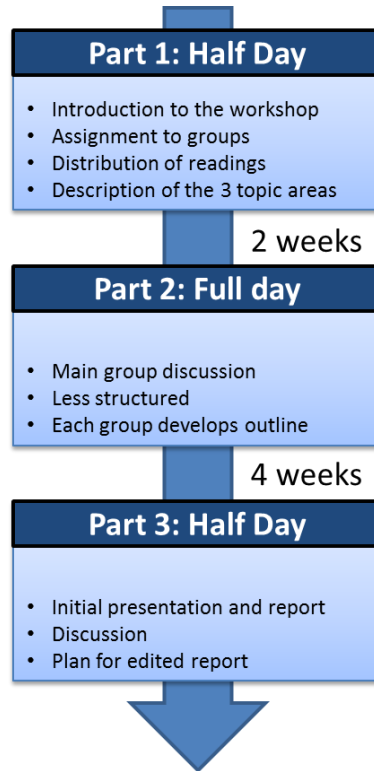 Part 1: Half Day
• Introduction to the workshop
• Assignment to groups
• Distribution of readings
• Description of the 3 topic areas
2 weeks
Part 2: Full day
• Main group discussion
• Less structured
• Each group develops outline
4 weeks
Part 3: Half Day
• Initial presentation and report
• Discussion
• Plan for edited report